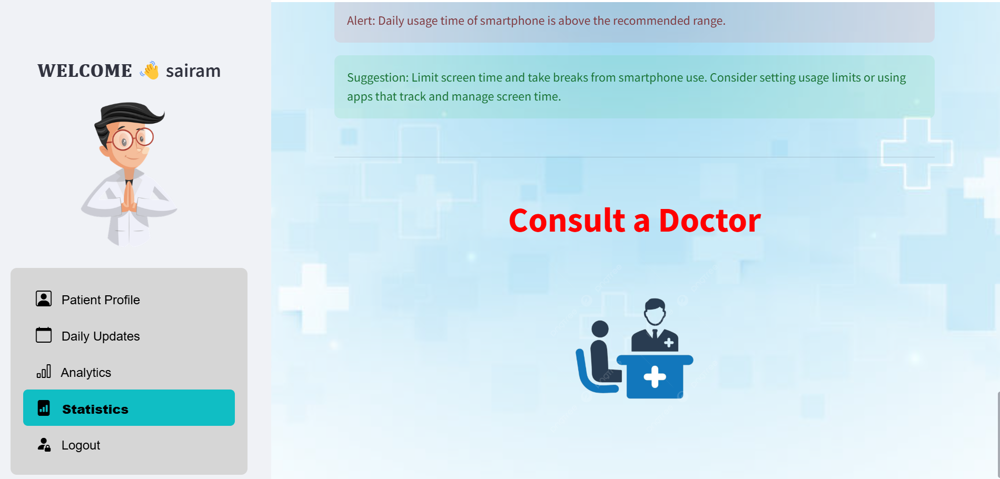 WELCOME 👋 sairam
Patient Profile
Daily Updates
Analytics
Statistics
Logout
Alert: Daily usage time of smartphone is above the recommended range.
Suggestion: Limit screen time and take breaks from smartphone use. Consider setting usage limits or using
apps that track and manage screen time.
Consult a Doctor